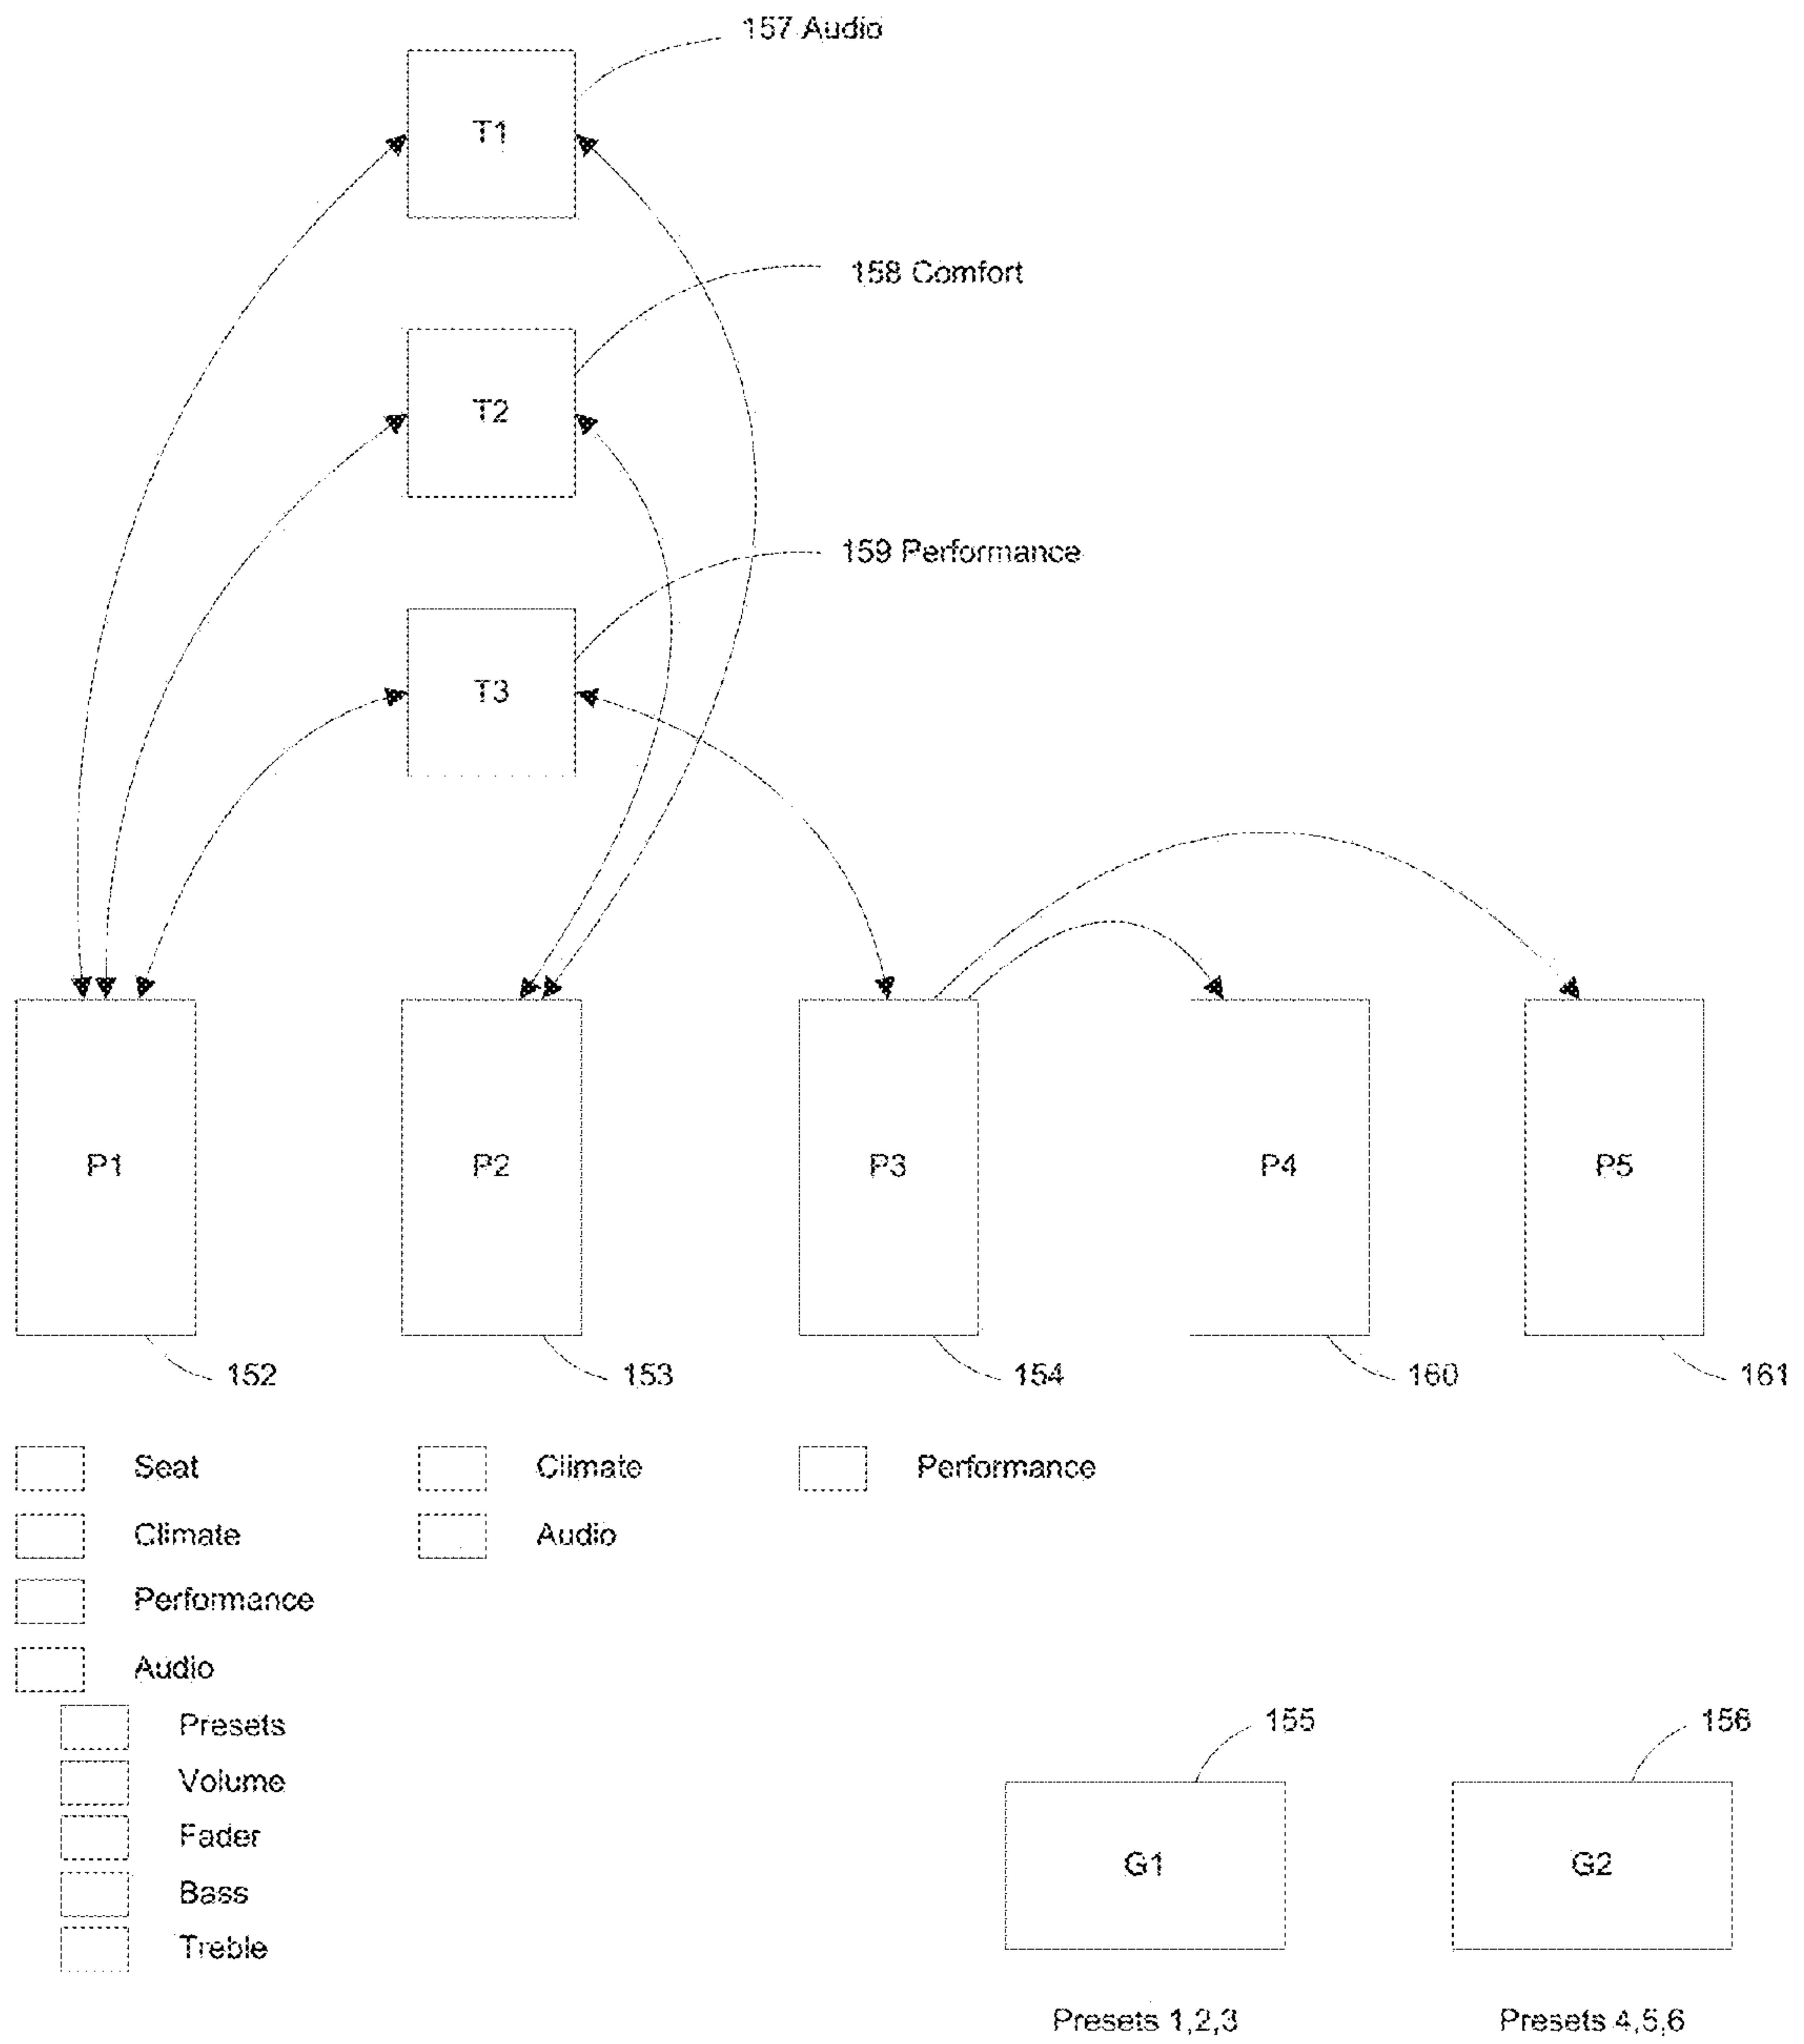 157 Audio
T1
158 Comfort
T2
159 Performance
T3
P1 P2 P3 P4 P5
152 153 154 160 161
Seat Climate Performance
Climate Audio
Performance
Audio
Presets 155 156
Volume
Fader
G1 G2
Bass
Treble
Presets 1,2,3 Presets 4,5,6